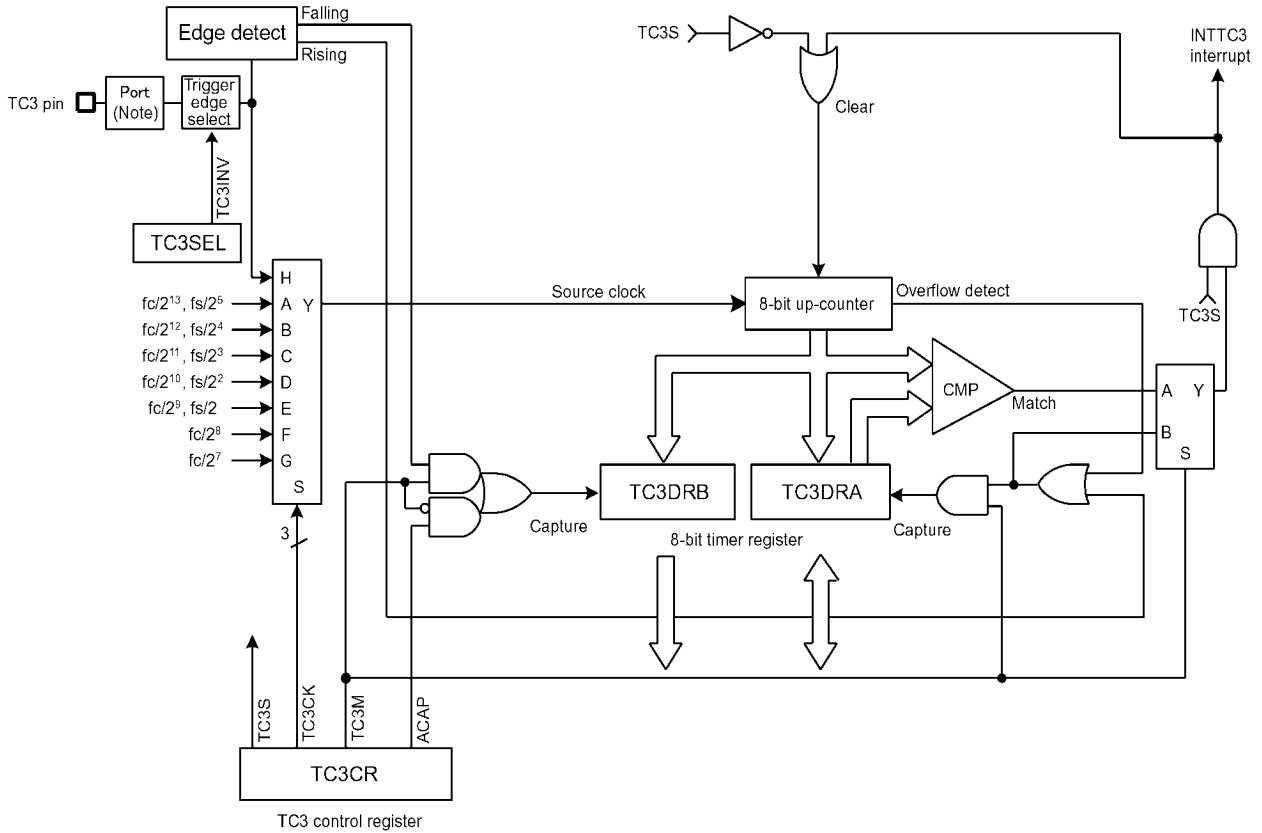 Falling
Edge detect
Rising
TC3 pin
Port
(Note)
Trigger
edge
select
TC3INV
TC3SEL
TC3S
Clear
INTTC3
interrupt
H
fc/2¹³, fs/2⁵
A
Y
fc/2¹², fs/2⁴
B
fc/2¹¹, fs/2³
C
fc/2¹⁰, fs/2²
D
fc/2⁹, fs/2
E
fc/2⁸
F
fc/2⁷
G
S
3
Source clock
8-bit up-counter
Overflow detect
TC3S
CMP
Match
A
Y
B
S
Capture
TC3DRB
TC3DRA
Capture
8-bit timer register
TC3S
TC3CK
TC3M
ACAP
TC3CR
TC3 control register